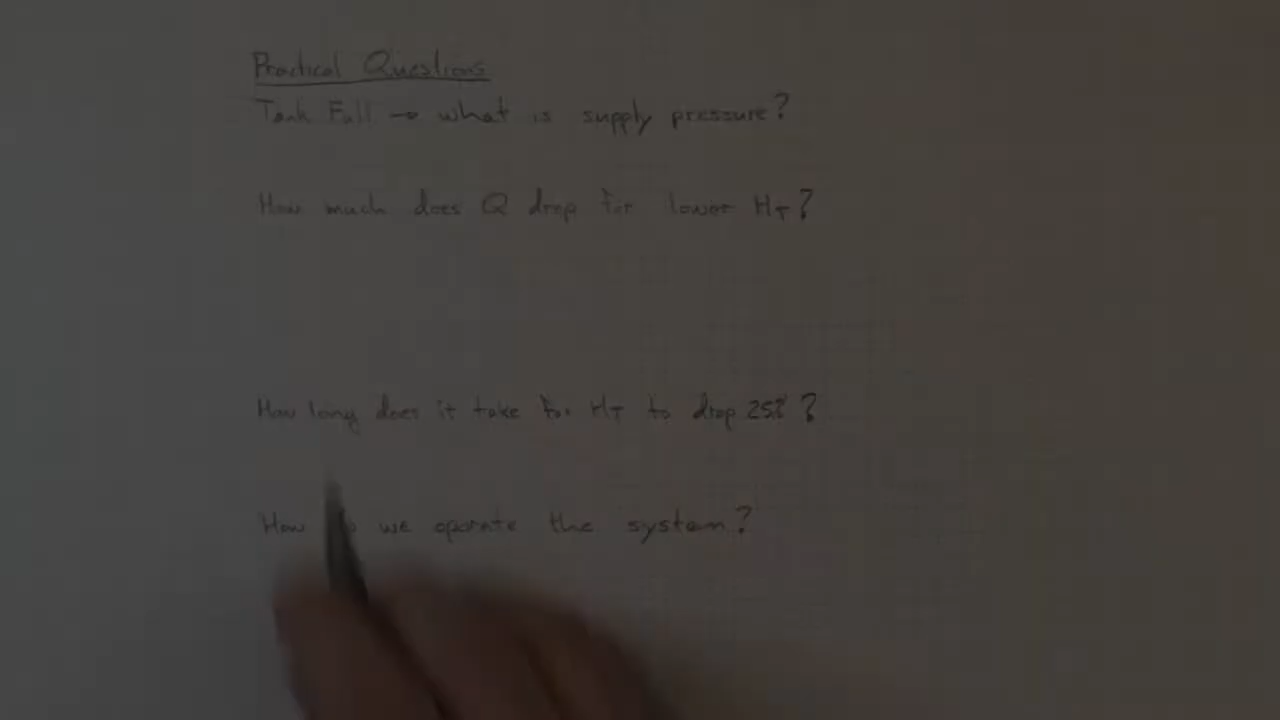 Practical Questions
Tank Full → what is supply pressure?
How much does Q drop for lower HT?
How long does it take for HT to drop 25% ?
How we operate the system?